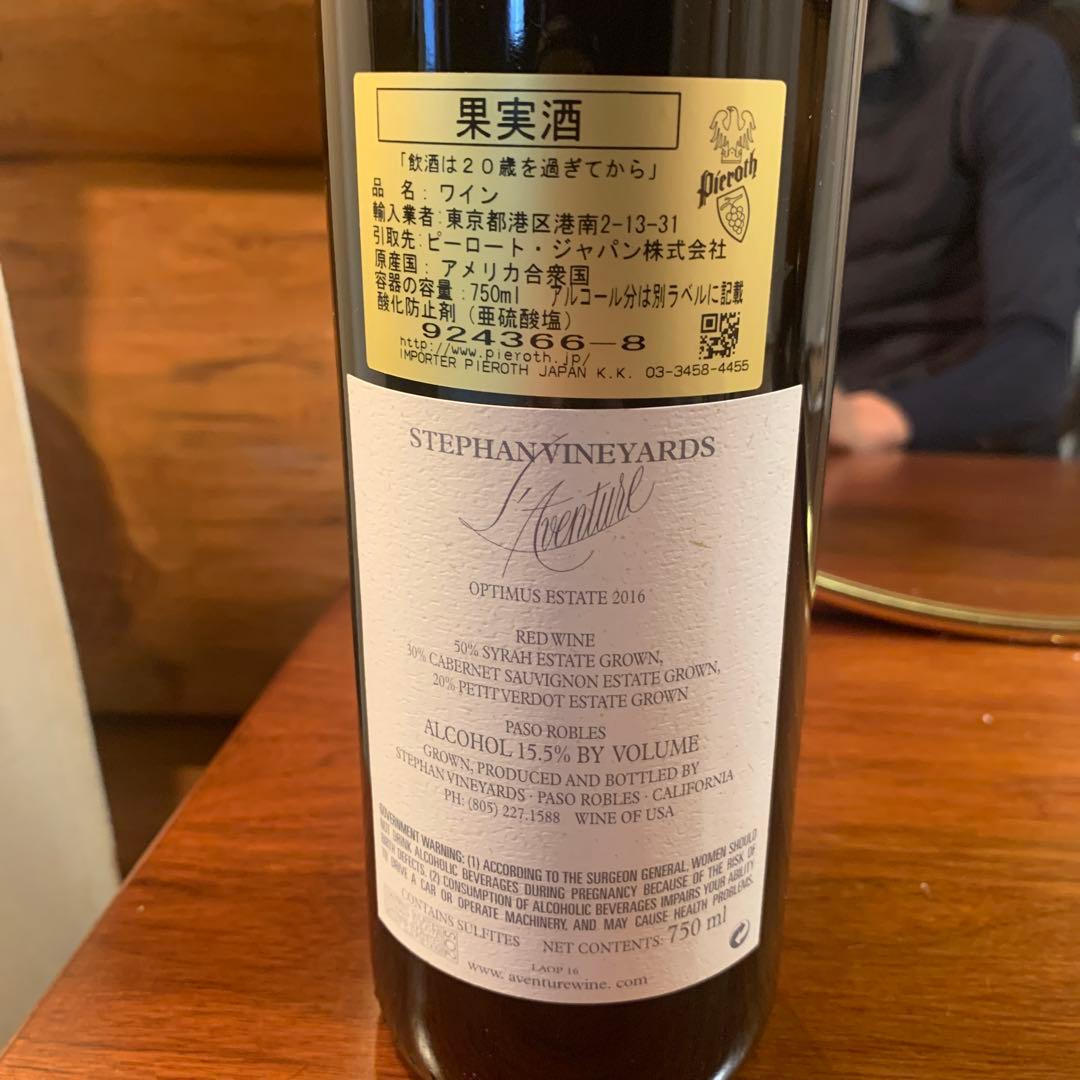 果実酒
「飲酒は20歳を過ぎてから」
Pieroth
品 名: ワイン
輸入業者:東京都港区港南2-13-31
引取先:ピーロート・ジャパン株式会社
原産国: アメリカ合衆国
容器の容量:750ml アルコール分は別ラベルに記載
酸化防止剤(亜硫酸塩)
924366-8
http://www.pieroth.jp/
IMPORTER PIEROTH JAPAN K.K. 03-3458-4455
STEPHAN VINEYARDS
L'Aventure
OPTIMUS ESTATE 2016
RED WINE
50% SYRAH ESTATE GROWN,
30% CABERNET SAUVIGNON ESTATE GROWN,
20% PETIT VERDOT ESTATE GROWN
PASO ROBLES
ALCOHOL 15.5% BY VOLUME
GROWN, PRODUCED AND BOTTLED BY
STEPHAN VINEYARDS · PASO ROBLES · CALIFORNIA
PH: (805) 227.1588 WINE OF USA
GOVERNMENT WARNING: (1) ACCORDING TO THE SURGEON GENERAL, WOMEN SHOULD
NOT DRINK ALCOHOLIC BEVERAGES DURING PREGNANCY BECAUSE OF THE RISK OF
BIRTH DEFECTS. (2) CONSUMPTION OF ALCOHOLIC BEVERAGES IMPAIRS YOUR ABILITY
TO DRIVE A CAR OR OPERATE MACHINERY, AND MAY CAUSE HEALTH PROBLEMS.
CONTAINS SULFITES NET CONTENTS: 750 ml
LAOP 16
www. aventurewine. com